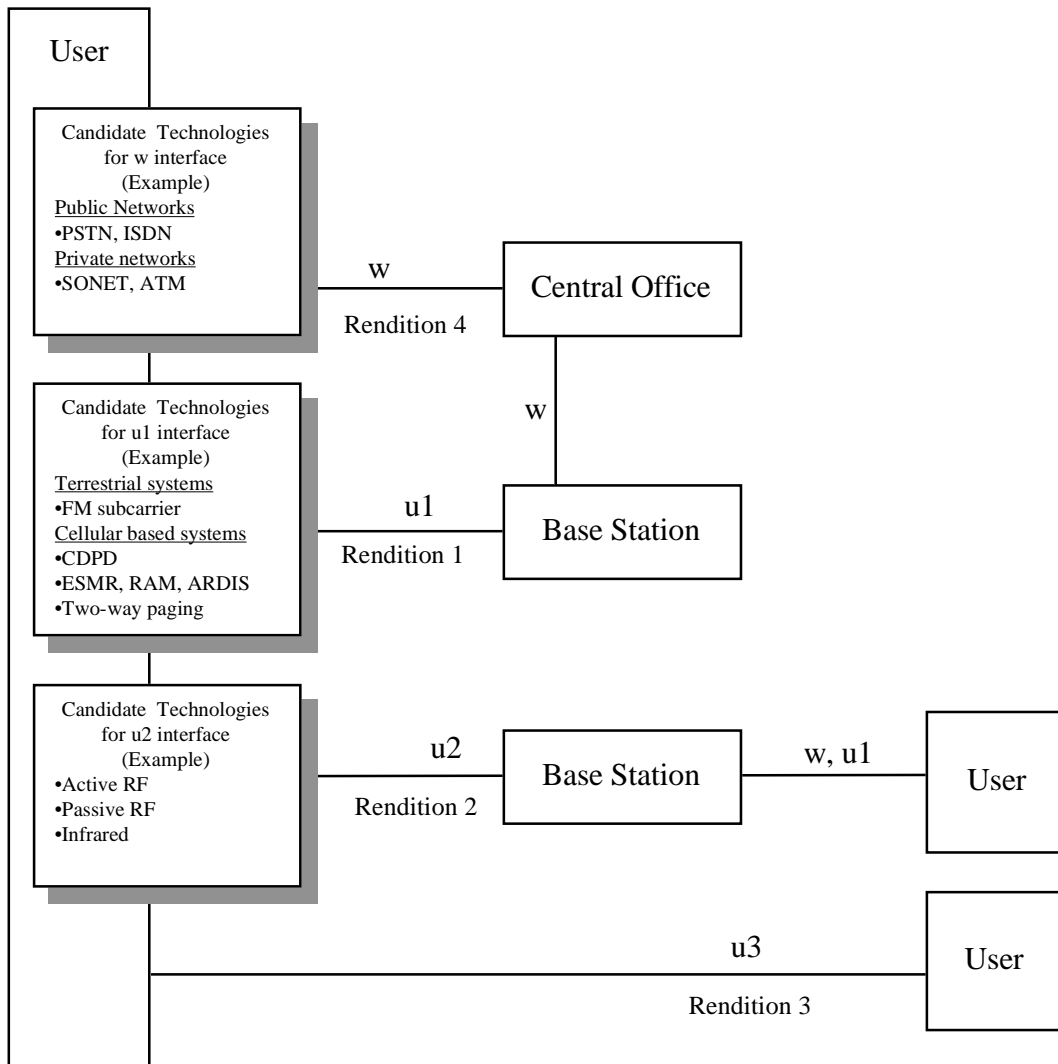 User
Candidate Technologies
for w interface
(Example)
Public Networks
•PSTN, ISDN
Private networks
•SONET, ATM
w
Rendition 4
Central Office
w
Candidate Technologies
for u1 interface
(Example)
Terrestrial systems
•FM subcarrier
Cellular based systems
•CDPD
•ESMR, RAM, ARDIS
•Two-way paging
u1
Rendition 1
Base Station
Candidate Technologies
for u2 interface
(Example)
•Active RF
•Passive RF
•Infrared
u2
Rendition 2
Base Station
w, u1
User
u3
Rendition 3
User